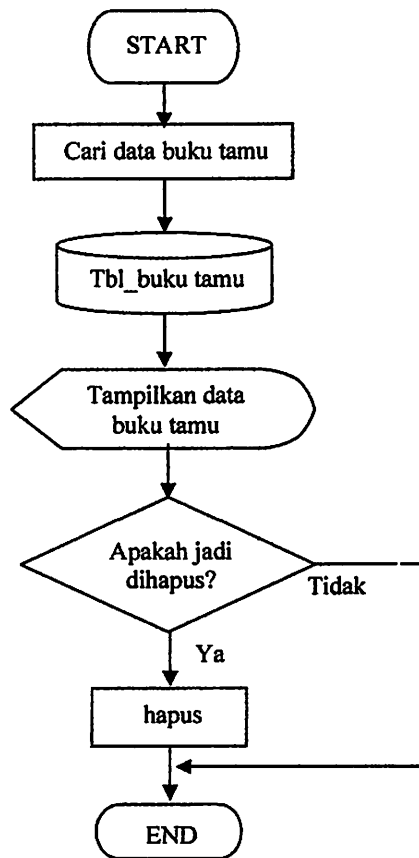 START
Cari data buku tamu
Tbl_buku tamu
Tampilkan data
buku tamu
Apakah jadi
dihapus?
Tidak
Ya
hapus
END